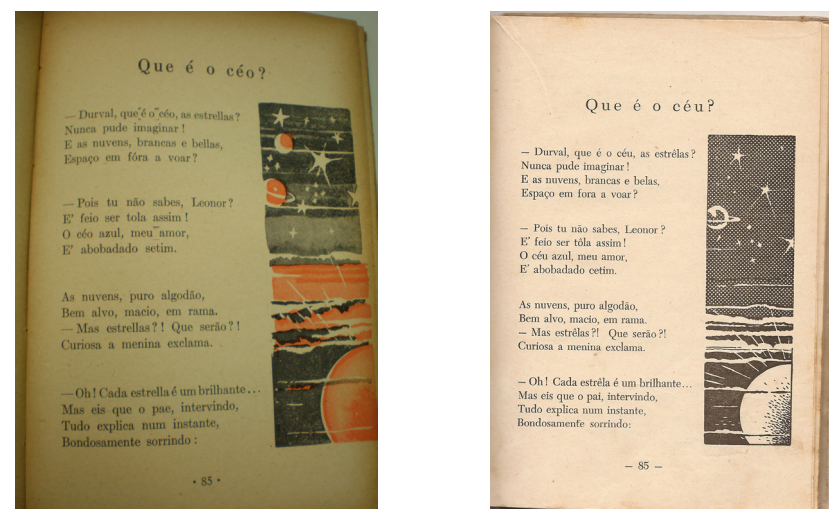 Que é o céo?
— Durval, que é o céo, as estrellas?
Nunca pude imaginar!
E as nuvens, brancas e bellas,
Espaço em fóra a voar?
— Pois tu não sabes, Leonor?
E' feio ser tola assim!
O céo azul, meu amor,
E' abobadado setim.
As nuvens, puro algodão,
Bem alvo, macio, em rama.
— Mas estrellas?! Que serão?!
Curiosa a menina exclama.
— Oh! Cada estrella é um brilhante...
Mas eis que o pae, intervindo,
Tudo explica num instante,
Bondosamente sorrindo:
· 85 ·
Que é o céu?
— Durval, que é o céu, as estrêlas?
Nunca pude imaginar!
E as nuvens, brancas e belas,
Espaço em fora a voar?
— Pois tu não sabes, Leonor?
E' feio ser tôla assim!
O céu azul, meu amor,
E' abobadado cetim.
As nuvens, puro algodão,
Bem alvo, macio, em rama.
— Mas estrêlas?! Que serão?!
Curiosa a menina exclama.
— Oh! Cada estrêla é um brilhante...
Mas eis que o pai, intervindo,
Tudo explica num instante,
Bondosamente sorrindo:
— 85 —